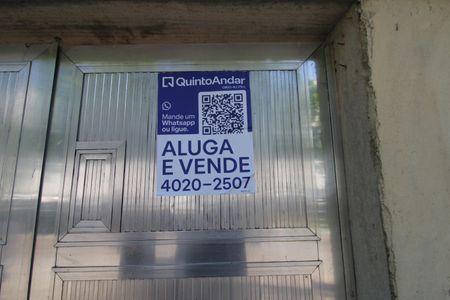 QuintoAndar
Mande um
Whatsapp
ou ligue.
ALUGA
E VENDE
4020-2507